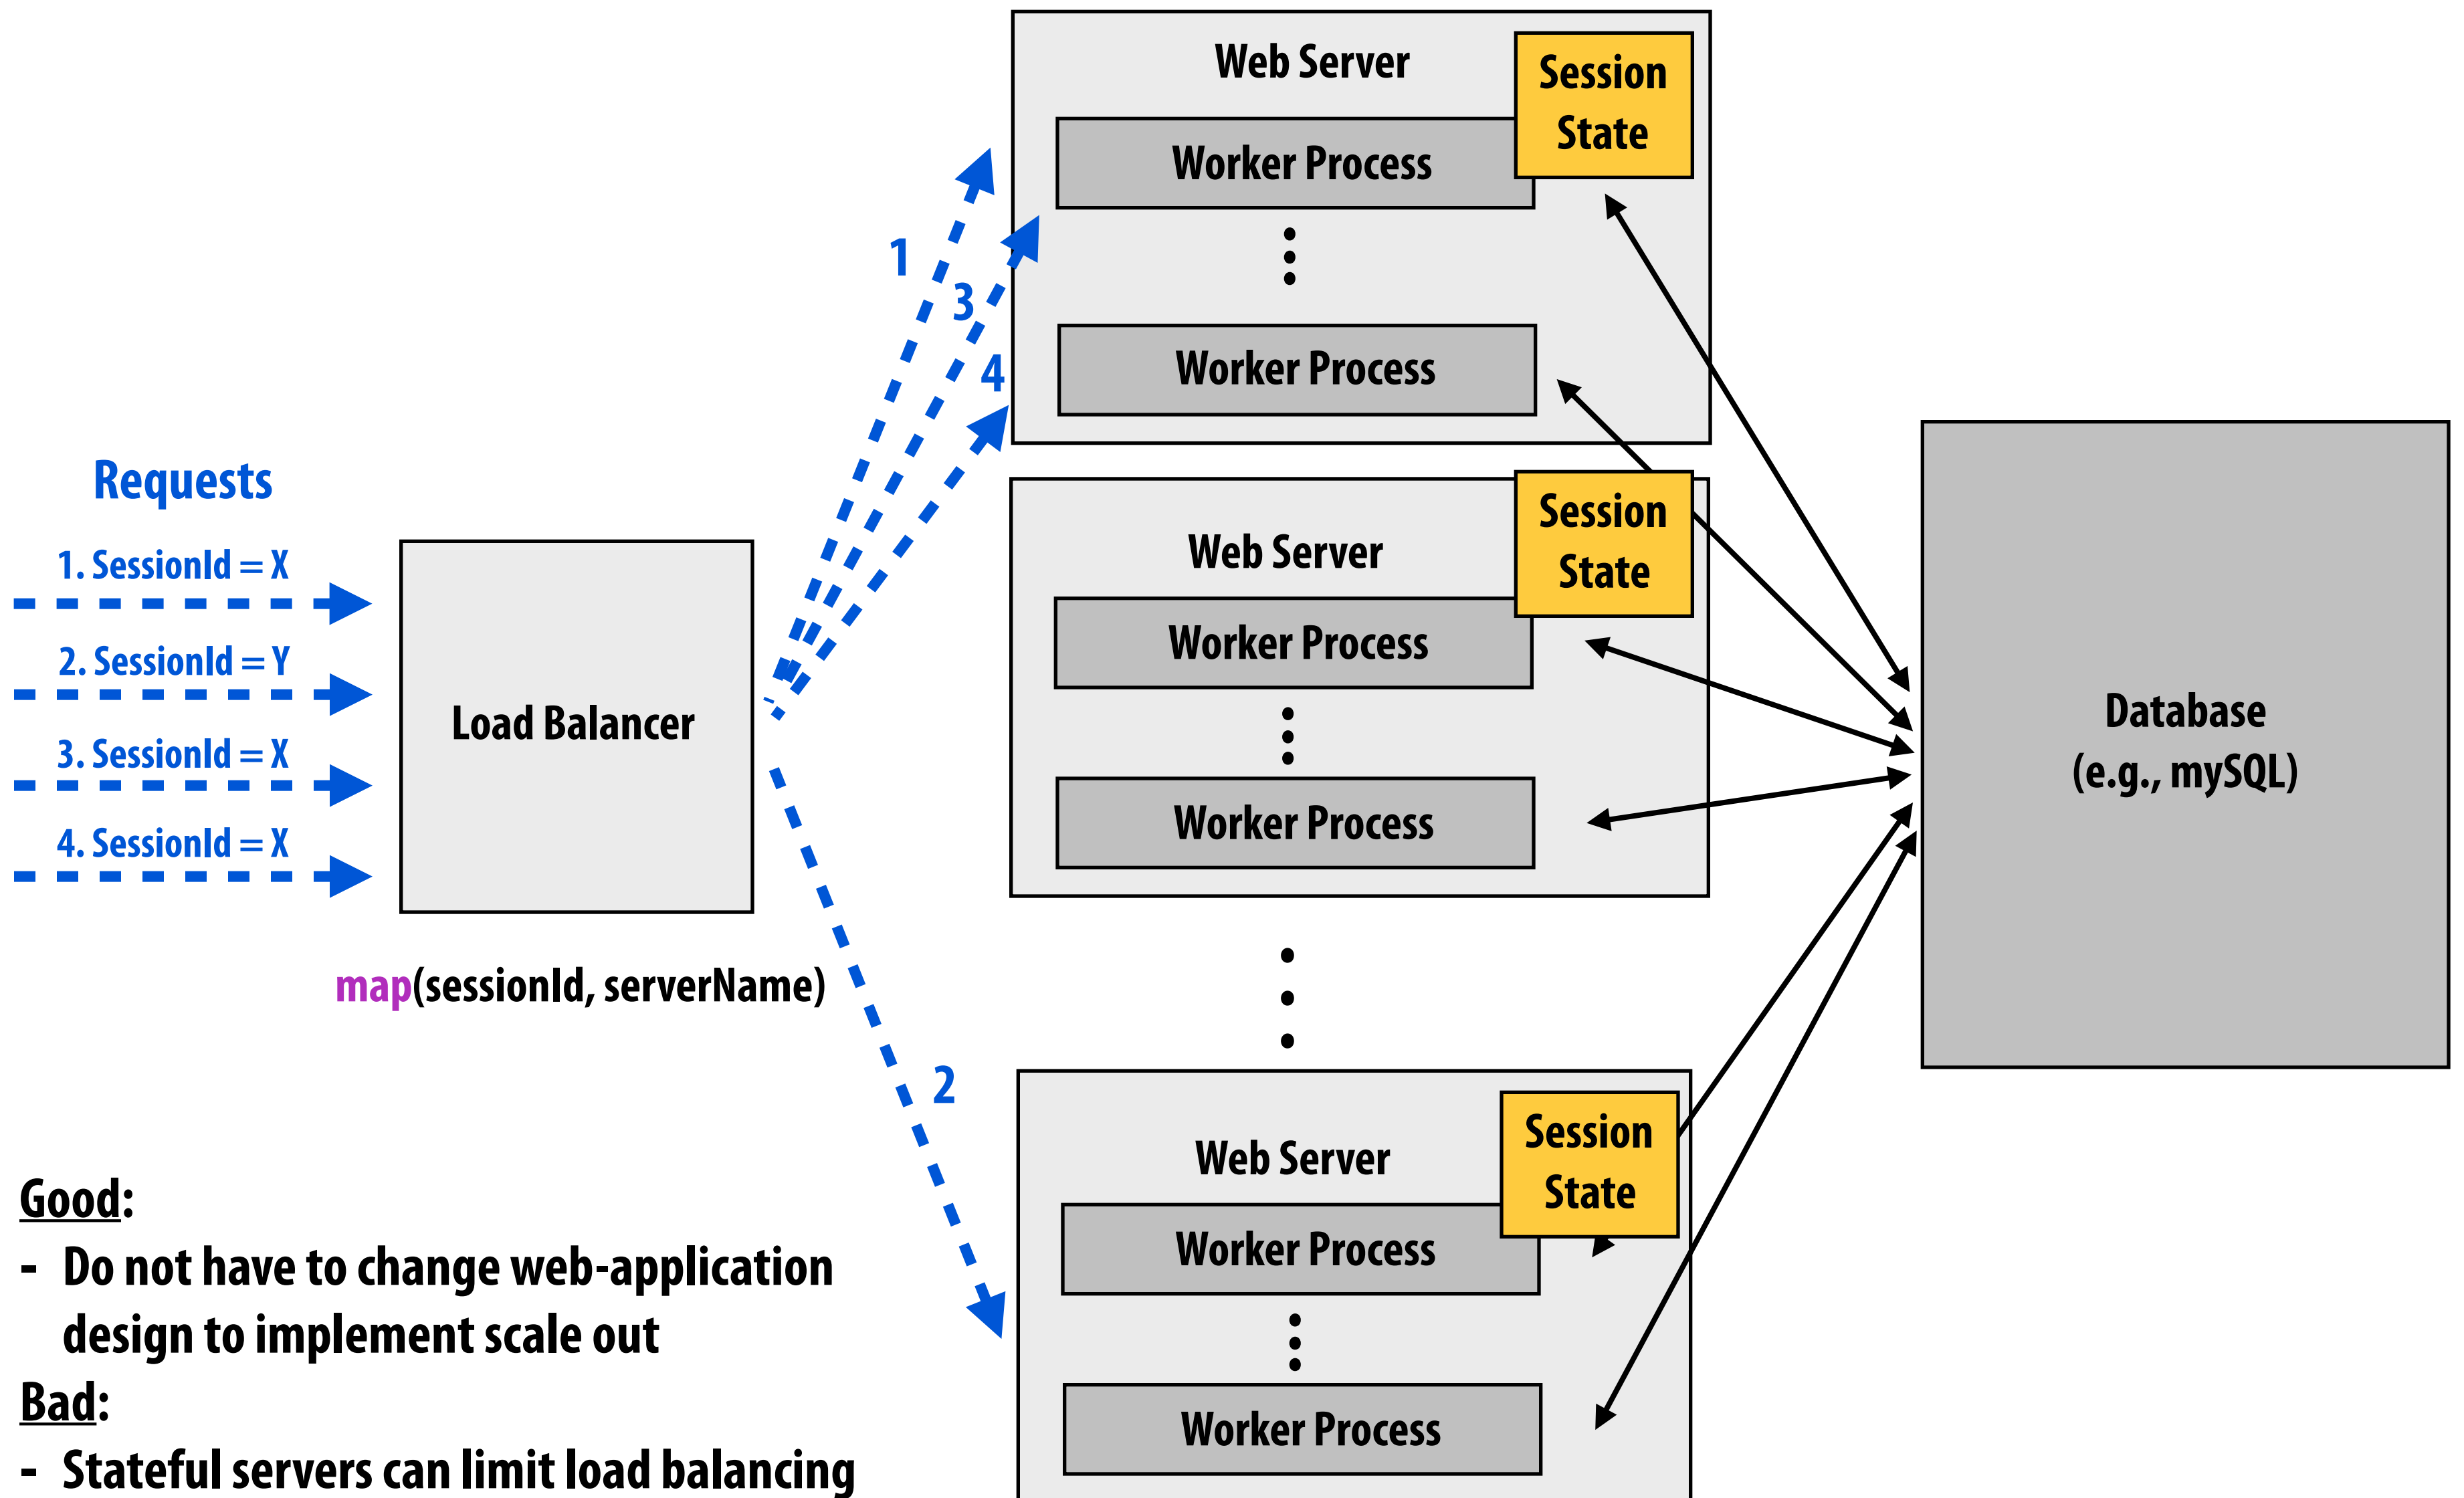 Requests
1. SessionId = X
2. SessionId = Y
3. SessionId = X
4. SessionId = X
Load Balancer
map(sessionId, serverName)
1
3
4
2
Web Server
Session
State
Worker Process
Worker Process
Web Server
Session
State
Worker Process
Worker Process
Web Server
Session
State
Worker Process
Worker Process
Database
(e.g., mySQL)
Good:
- Do not have to change web-application
design to implement scale out
Bad:
- Stateful servers can limit load balancing